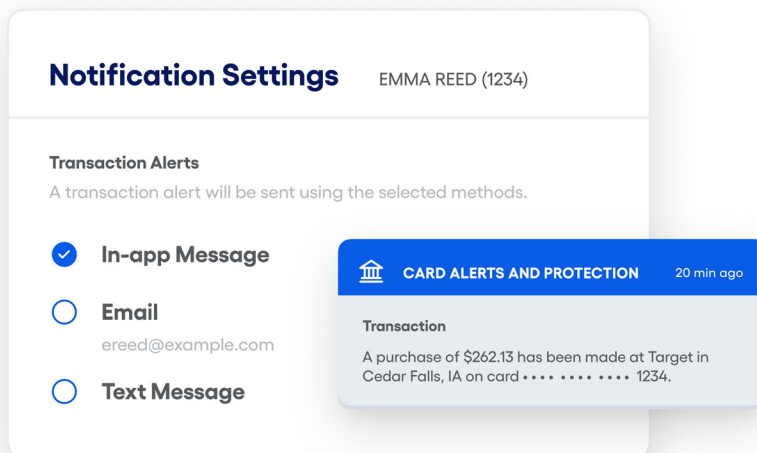 Notification Settings EMMA REED (1234)
Transaction Alerts
A transaction alert will be sent using the selected methods.
In-app Message
Email
ereed@example.com
Text Message
CARD ALERTS AND PROTECTION 20 min ago
Transaction
A purchase of $262.13 has been made at Target in
Cedar Falls, IA on card •••• •••• •••• 1234.